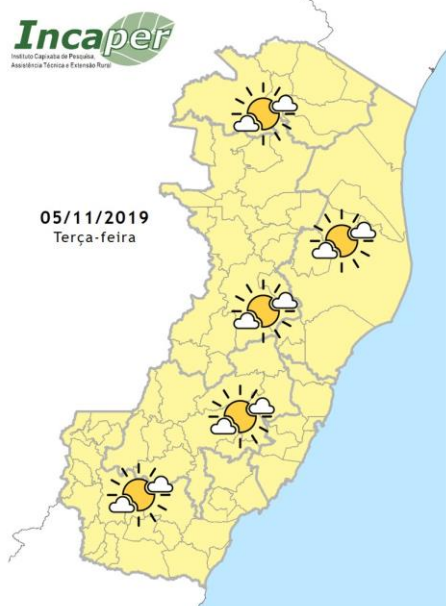 Incaper
Instituto Capixaba de Pesquisa,
Assistência Técnica e Extensão Rural
05/11/2019
Terça-feira